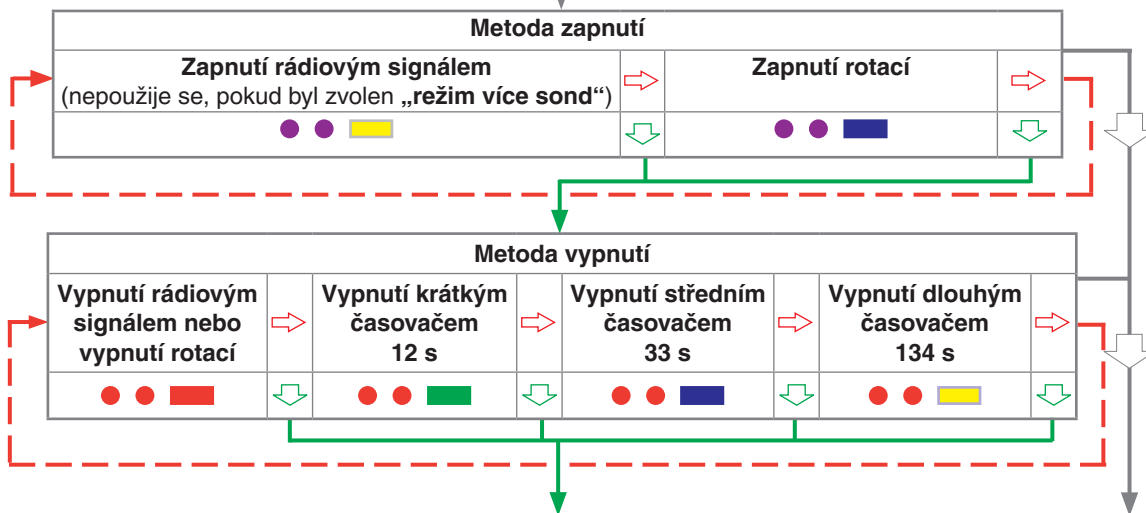 Metoda zapnutí
Zapnutí rádiovým signálem
(nepoužije se, pokud byl zvolen „režim více sond“)
Zapnutí rotací
Metoda vypnutí
Vypnutí rádiovým
signálem nebo
vypnutí rotací
Vypnutí krátkým
časovačem
12 s
Vypnutí středním
časovačem
33 s
Vypnutí dlouhým
časovačem
134 s